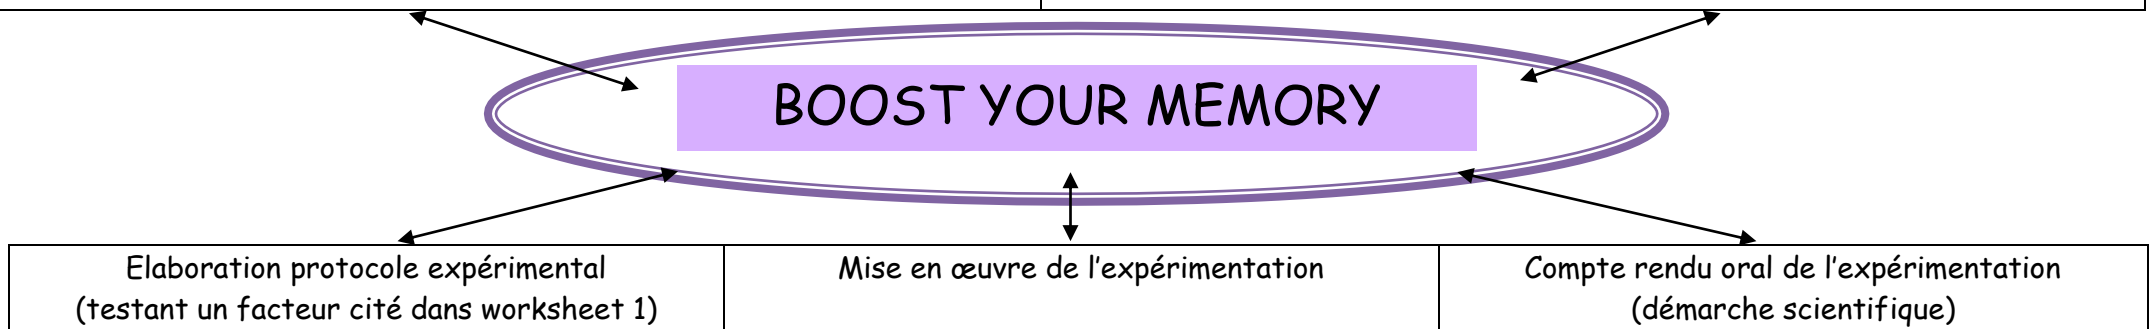 BOOST YOUR MEMORY
Elaboration protocole expérimental
(testant un facteur cité dans worksheet 1)
Mise en œuvre de l'expérimentation
Compte rendu oral de l'expérimentation
(démarche scientifique)